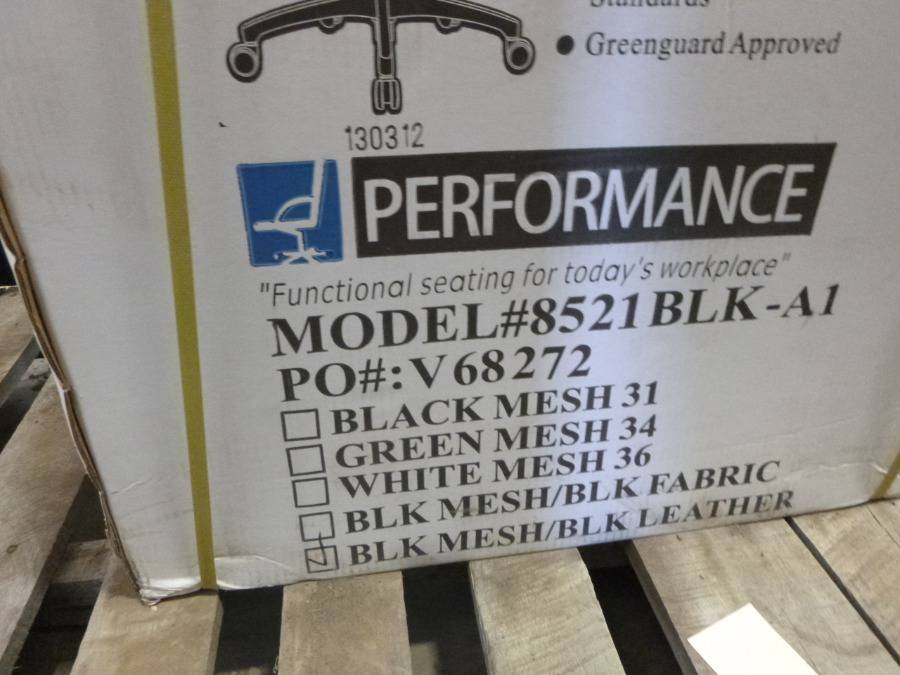 Standards
● Greenguard Approved
130312
PERFORMANCE
"Functional seating for today's workplace"
MODEL#8521BLK-A1
PO#: V68272
☐ BLACK MESH 31
☐ GREEN MESH 34
☐ WHITE MESH 36
☐ BLK MESH/BLK FABRIC
☑ BLK MESH/BLK LEATHER